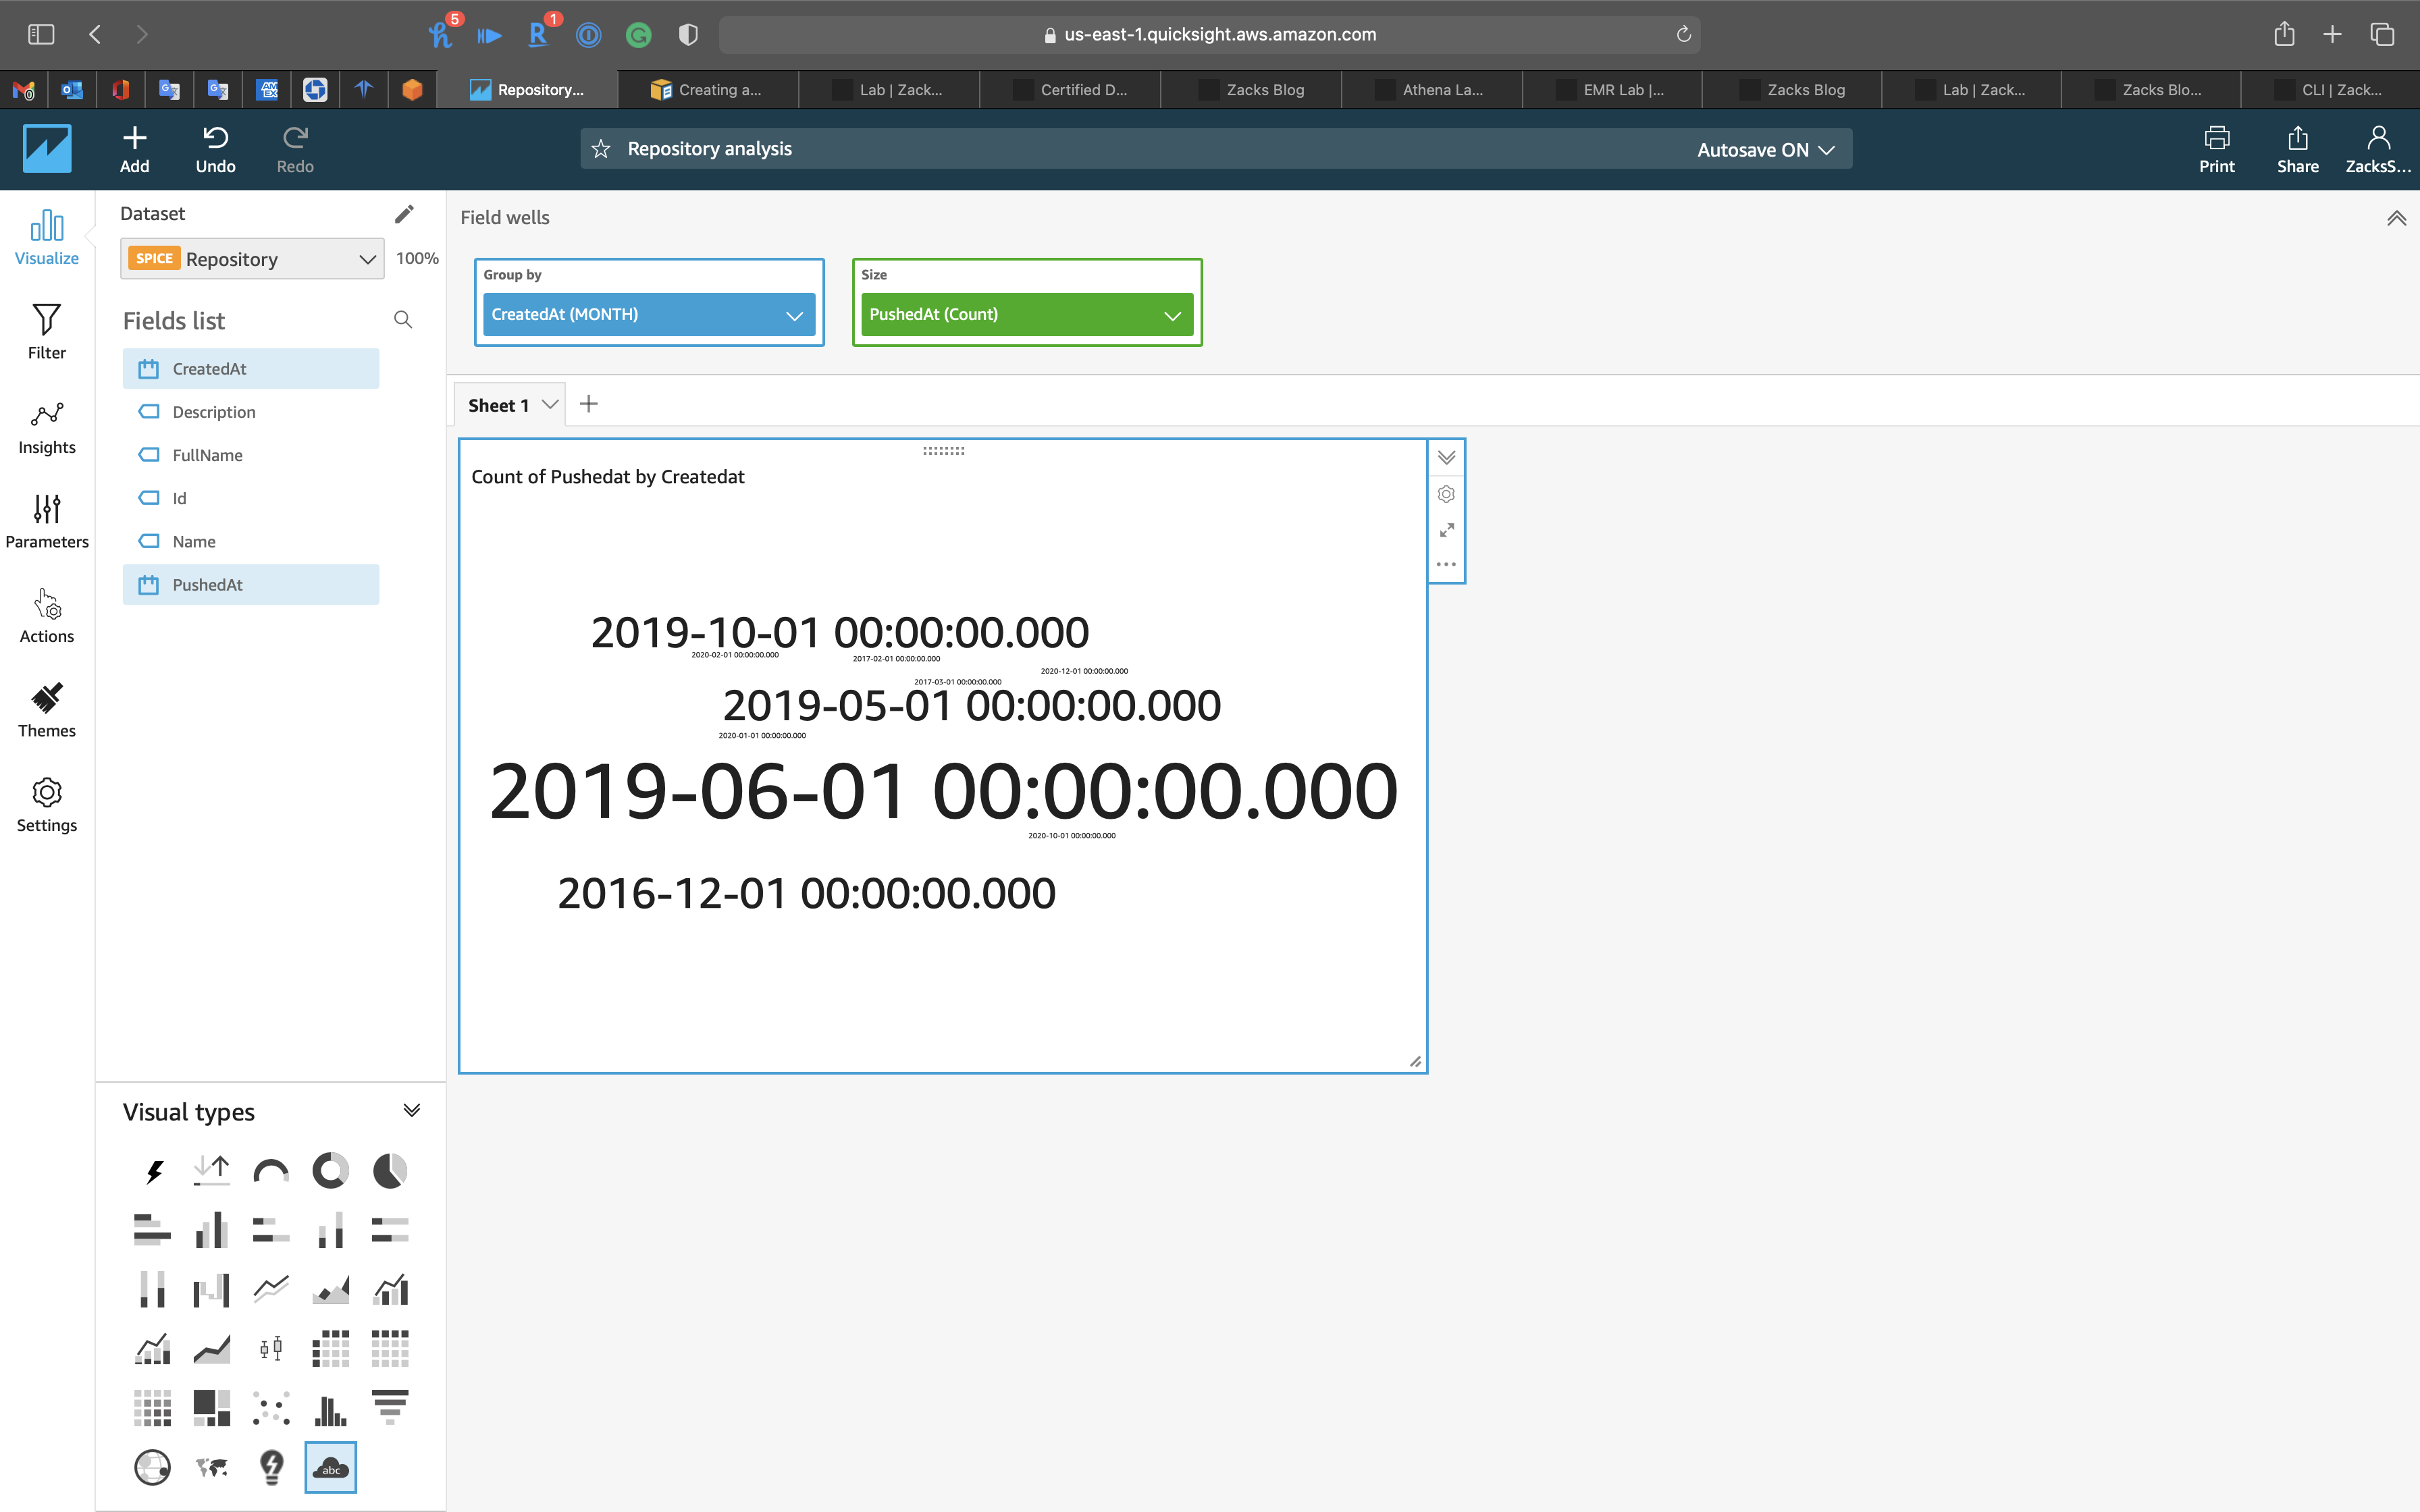 5
1
us-east-1.quicksight.aws.amazon.com
0
AM
EX
Repository...
Creating a...
Lab | Zack...
Certified D...
Zacks Blog
Athena La...
EMR Lab |...
Zacks Blog
Lab | Zack...
Zacks Blo...
CLI | Zack...
Add
Undo
Redo
Repository analysis
Autosave ON
Print
Share
ZacksS...
Visualize
Filter
Insights
Parameters
Actions
Themes
Settings
Dataset
SPICE Repository
100%
Fields list
CreatedAt
Description
FullName
Id
Name
PushedAt
Field wells
Group by
CreatedAt (MONTH)
Size
PushedAt (Count)
Sheet 1
Count of Pushedat by Createdat
2019-10-01 00:00:00.000
2020-02-01 00:00:00.000
2017-02-01 00:00:00.000
2020-12-01 00:00:00.000
2017-03-01 00:00:00.000
2019-05-01 00:00:00.000
2020-01-01 00:00:00.000
2019-06-01 00:00:00.000
2020-10-01 00:00:00.000
2016-12-01 00:00:00.000
Visual types
abc